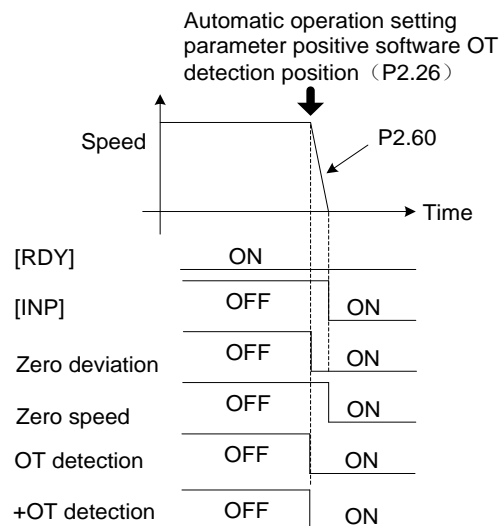 Automatic operation setting
parameter positive software OT
detection position（P2.26）
Speed
P2.60
Time
[RDY] ON
[INP] OFF ON
Zero deviation OFF ON
Zero speed OFF ON
OT detection OFF ON
+OT detection OFF ON